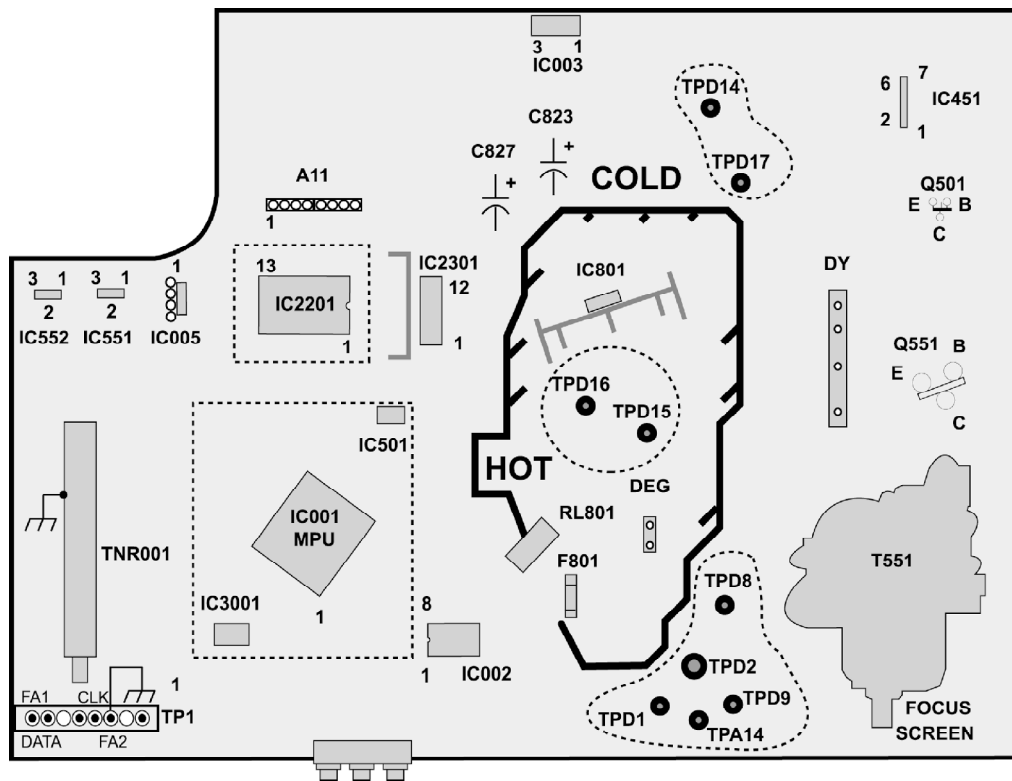 3 1
IC003
TPD14
7
6
IC451
2
1
C823
+
C827
+
TPD17
COLD
A11
1
Q501
E B
C
3 1
2
IC552
3 1
2
IC551
1
IC005
13
IC2201
1
IC2301
12
1
IC801
DY
TPD16
TPD15
Q551 B
E
C
IC501
HOT
DEG
RL801
IC001
MPU
1
TNR001
F801
T551
TPD8
IC3001
8
1
IC002
TPD2
TPD9
TPD1
TPA14
FOCUS
SCREEN
1
FA1 CLK
TP1
DATA FA2